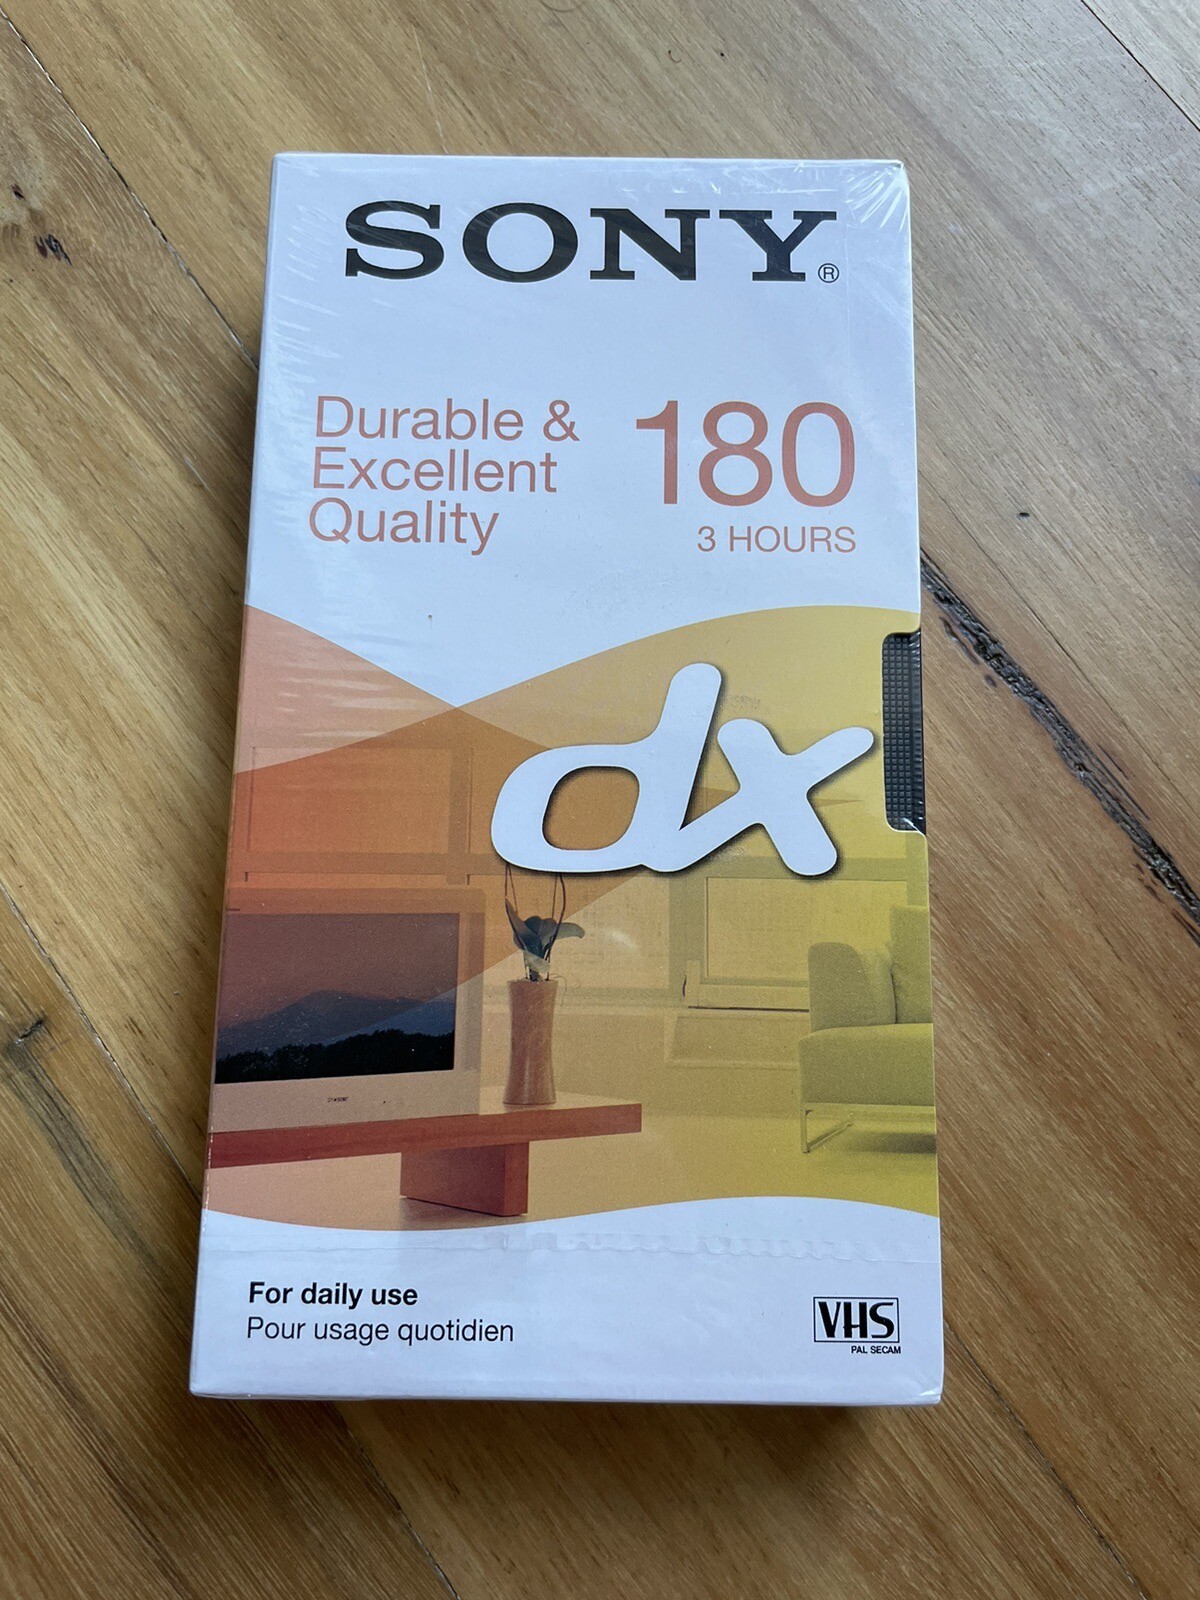 SONY®
Durable &
Excellent
Quality
180
3 HOURS
dx
For daily use
Pour usage quotidien
VHS
PAL SECAM